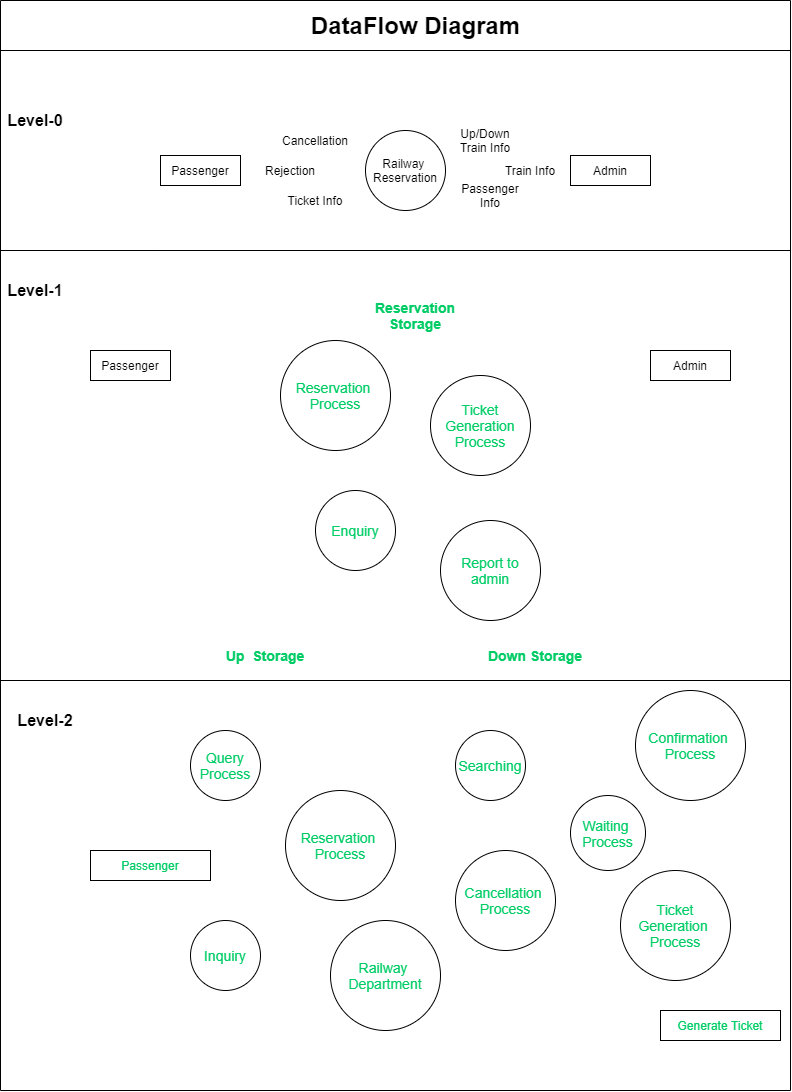 DataFlow Diagram
Level-0
Cancellation
Up/Down
Train Info
Passenger
Rejection
Railway
Reservation
Train Info
Admin
Ticket Info
Passenger
Info
Level-1
Reservation
Storage
Passenger
Admin
Reservation
Process
Ticket
Generation
Process
Enquiry
Report to
admin
Up  Storage
Down Storage
Level-2
Query
Process
Searching
Confirmation
Process
Reservation
Process
Waiting
Process
Passenger
Cancellation
Process
Ticket
Generation
Process
Inquiry
Railway
Department
Generate Ticket